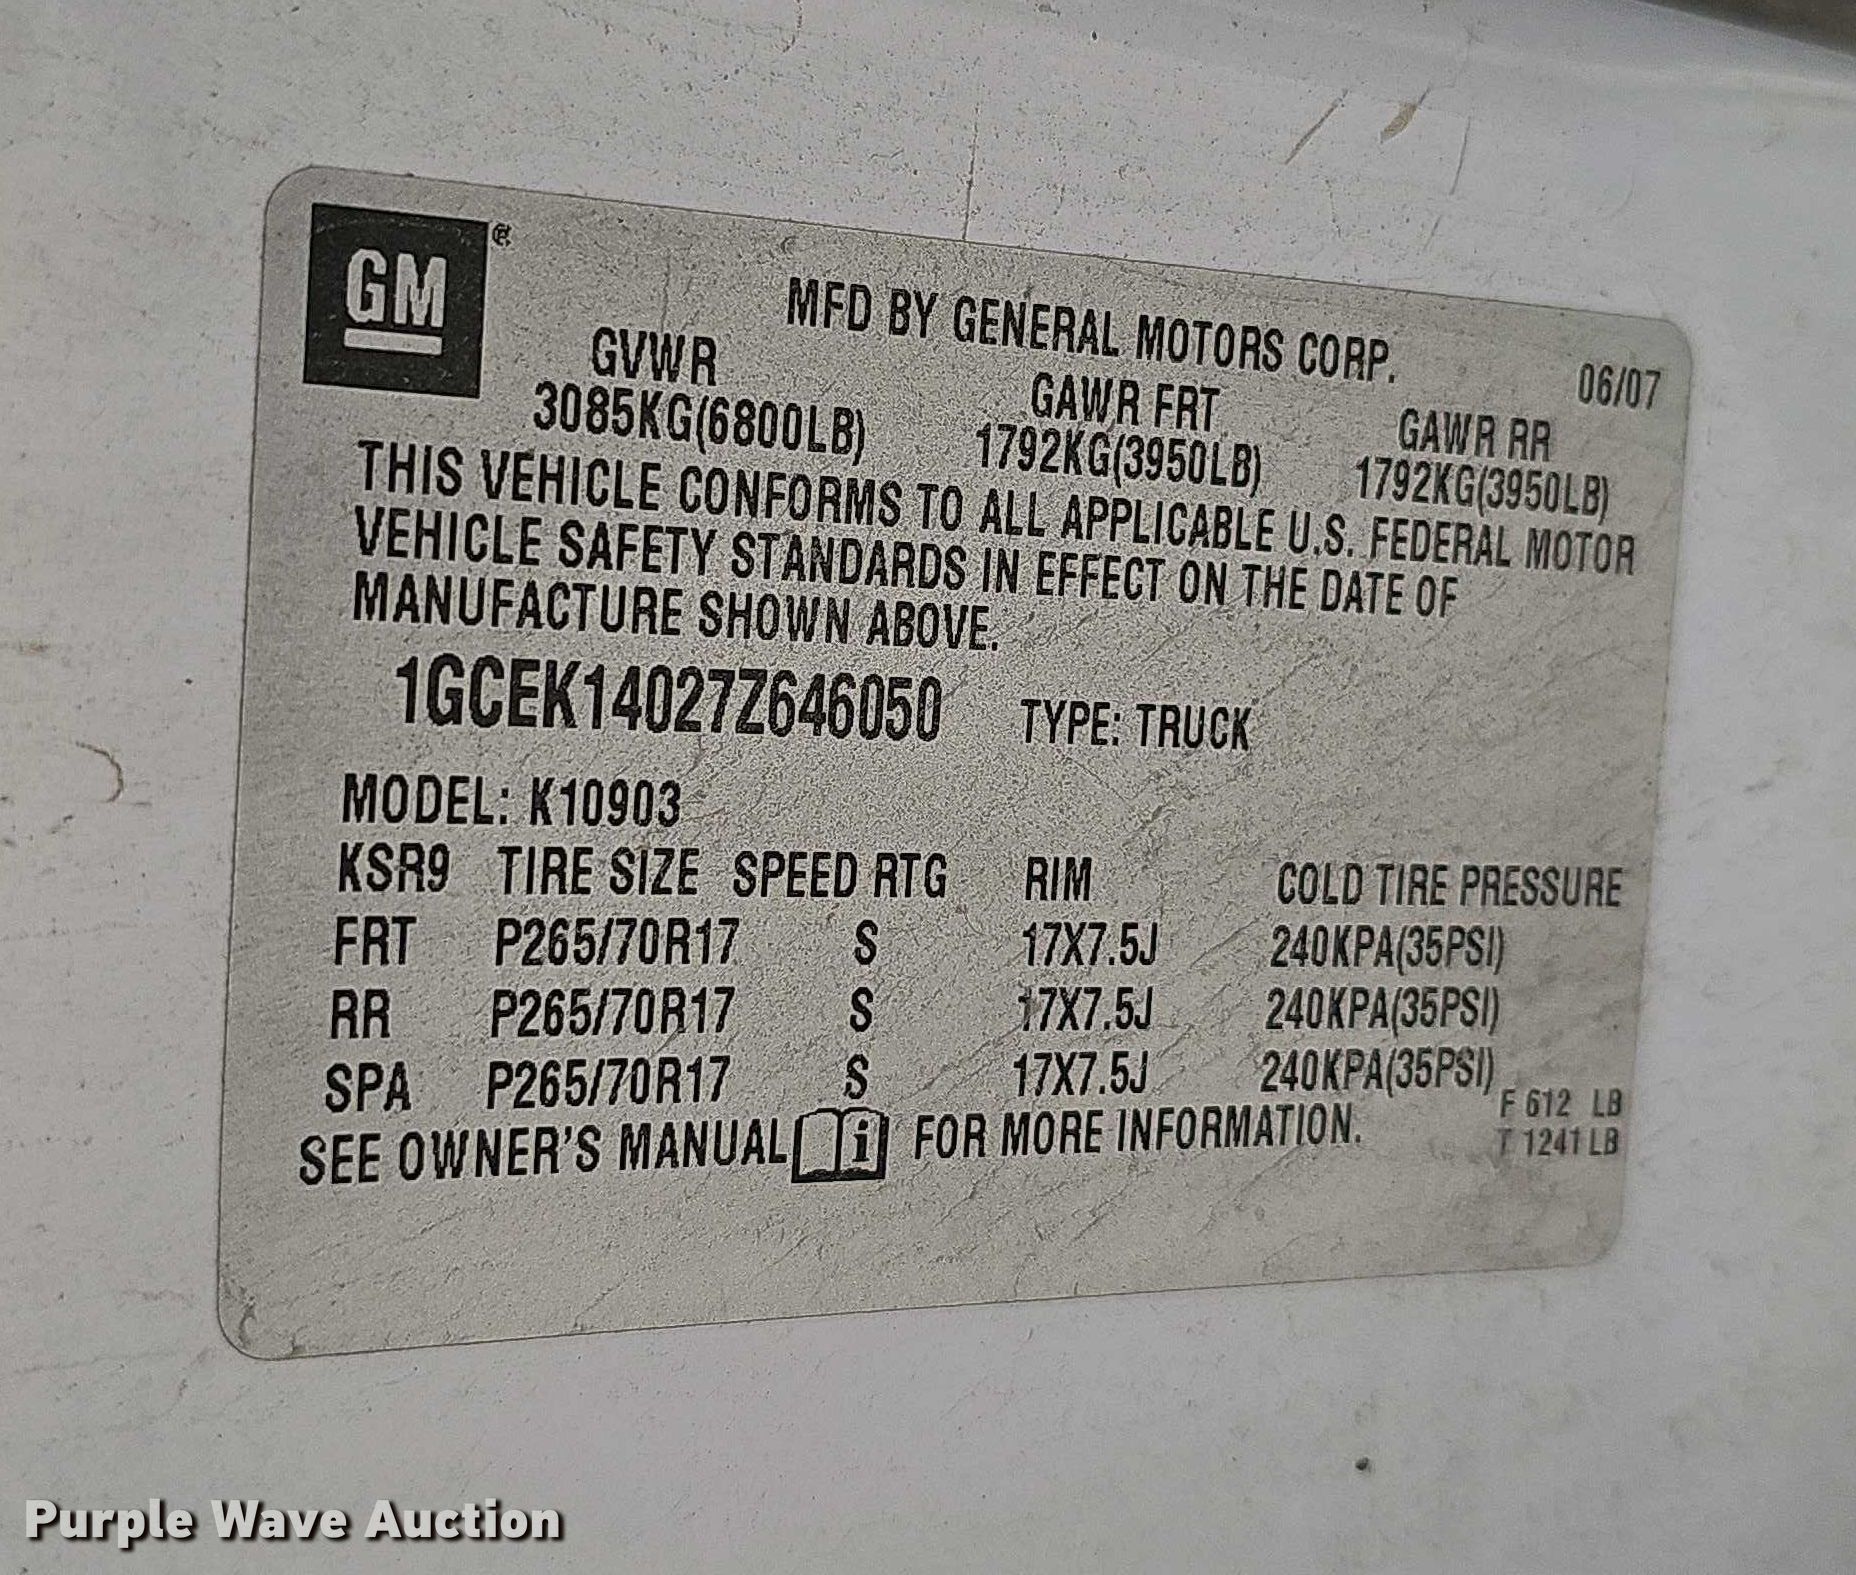 GM®
MFD BY GENERAL MOTORS CORP.
06/07
GVWR GAWR FRT GAWR RR
3085KG(6800LB) 1792KG(3950LB) 1792KG(3950LB)
THIS VEHICLE CONFORMS TO ALL APPLICABLE U.S. FEDERAL MOTOR
VEHICLE SAFETY STANDARDS IN EFFECT ON THE DATE OF
MANUFACTURE SHOWN ABOVE.
1GCEK14027Z646050 TYPE: TRUCK
MODEL: K10903
KSR9 TIRE SIZE SPEED RTG RIM COLD TIRE PRESSURE
FRT P265/70R17 S 17X7.5J 240KPA(35PSI)
RR P265/70R17 S 17X7.5J 240KPA(35PSI)
SPA P265/70R17 S 17X7.5J 240KPA(35PSI)
F 612 LB
SEE OWNER'S MANUAL i FOR MORE INFORMATION.
T 1241 LB
Purple Wave Auction